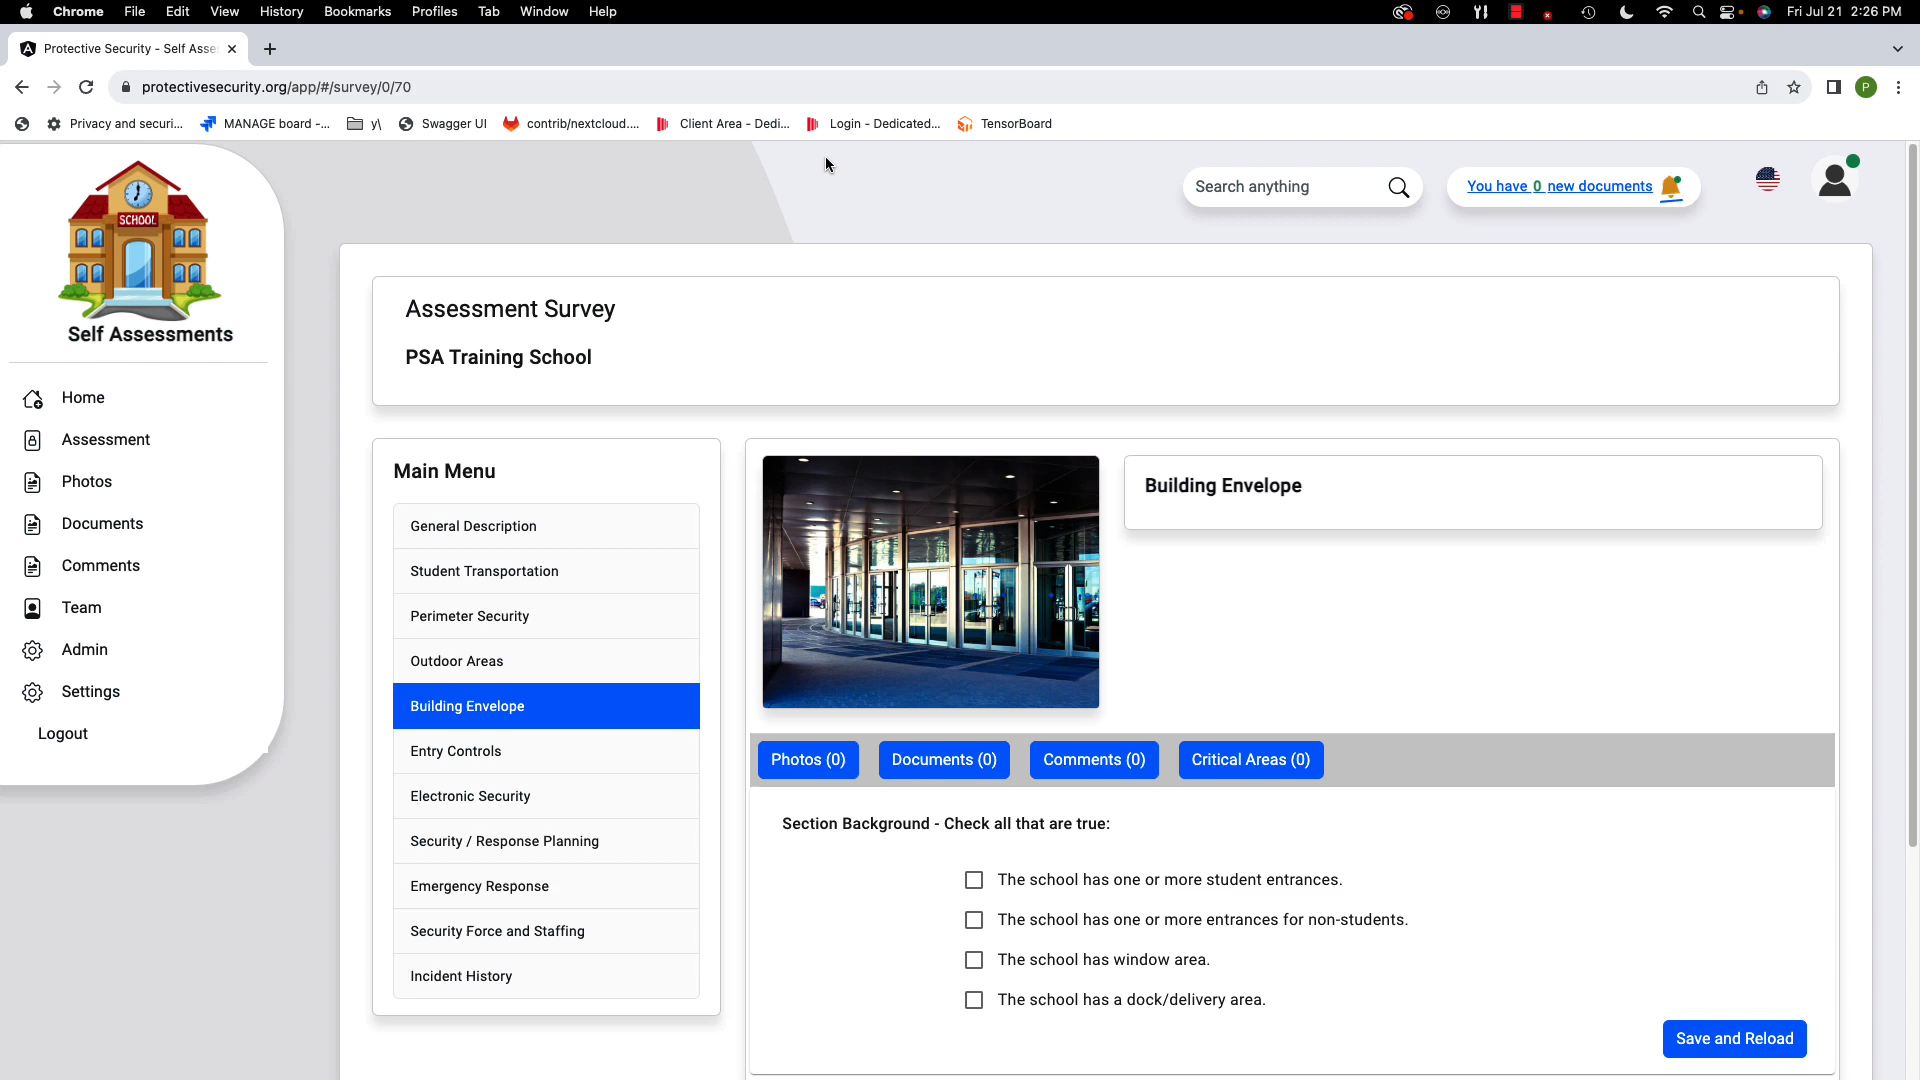 Chrome File Edit View History Bookmarks Profiles Tab Window Help Fri Jul 21 2:26 PM
Protective Security - Self Asse
protectivesecurity.org/app/#/survey/0/70 P
Privacy and securi... MANAGE board -... y\ Swagger UI contrib/nextcloud.... Client Area - Dedi... Login - Dedicated... TensorBoard
SCHOOL
Self Assessments
Home
Assessment
Photos
Documents
Comments
Team
Admin
Settings
Logout
Search anything
You have 0 new documents
Assessment Survey
PSA Training School
Main Menu
General Description
Student Transportation
Perimeter Security
Outdoor Areas
Building Envelope
Entry Controls
Electronic Security
Security / Response Planning
Emergency Response
Security Force and Staffing
Incident History
Building Envelope
Photos (0) Documents (0) Comments (0) Critical Areas (0)
Section Background - Check all that are true:
The school has one or more student entrances.
The school has one or more entrances for non-students.
The school has window area.
The school has a dock/delivery area.
Save and Reload